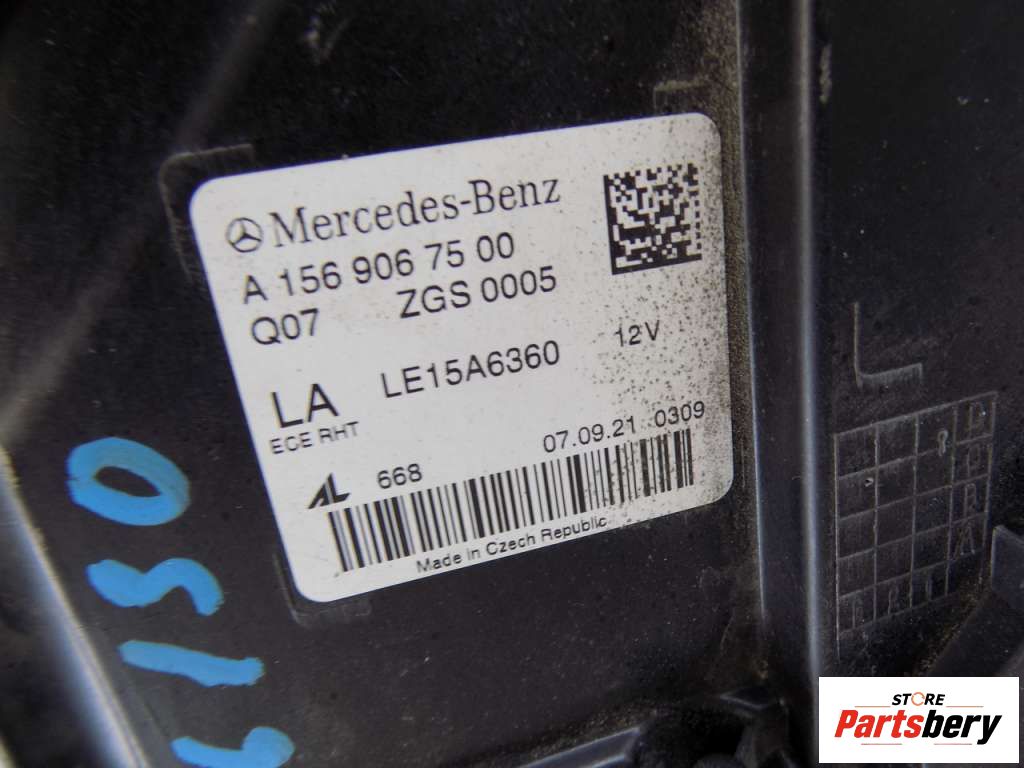 Mercedes-Benz
A 156 906 75 00
Q07 ZGS 0005
LA LE15A6360 12V
ECE RHT
AL 668 07.09.21 0309
Made in Czech Republic
STORE
Partsbery